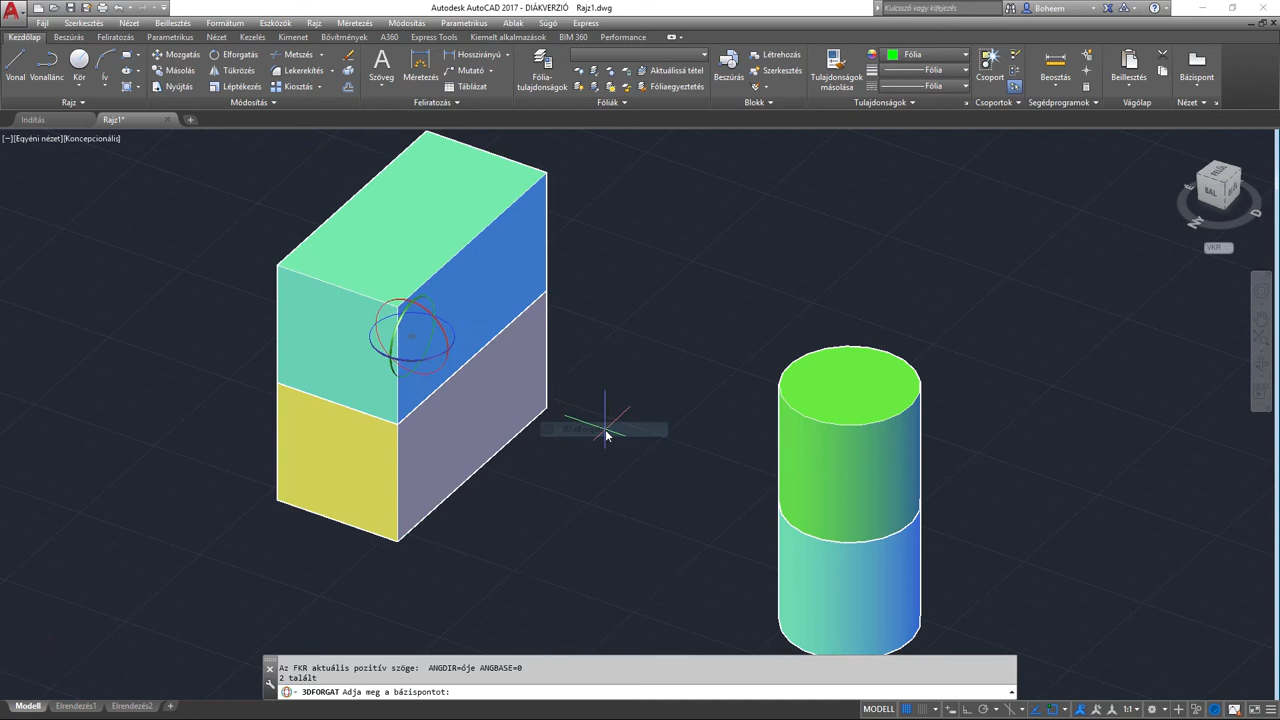 Autodesk AutoCAD 2017 - DIÁKVERZIÓ Rajz1.dwg
Kulcsszó vagy kifejezés
Boheem
Fájl Szerkesztés Nézet Beillesztés Formátum Eszközök Rajz Méretezés Módosítás Parametrikus Ablak Súgó Express
Kezdőlap Beszúrás Feliratozás Parametrikus Nézet Kezelés Kimenet Bővítmények A360 Express Tools Kiemelt alkalmazások BIM 360 Performance
Vonal Vonallánc Kör Ív
Mozgatás Elforgatás Metszés
Másolás Tükrözés Lekerekítés
Nyújtás Léptékezés Kiosztás
Szöveg Méretezés
Hosszirányú
Mutató
Táblázat
Fólia-
tulajdonságok
Aktuálissá tétel
Fóliaegyeztetés
Beszúrás
Létrehozás
Szerkesztés
Tulajdonságok
másolása
Fólia
Fólia
Fólia
Csoport
Beosztás
Beillesztés
Bázispont
Rajz Módosítás Feliratozás Fóliák Blokk Tulajdonságok Csoportok Segédprogramok Vágólap Nézet
Indítás Rajz1*
[−][Egyéni nézet][Koncepcionális]
BAL
VKR
Az FKR aktuális pozitív szöge: ANGDIR=óje ANGBASE=0
2 talált
3DFORGAT Adja meg a bázispontot:
Modell Elrendezés1 Elrendezés2
MODELL
1:1